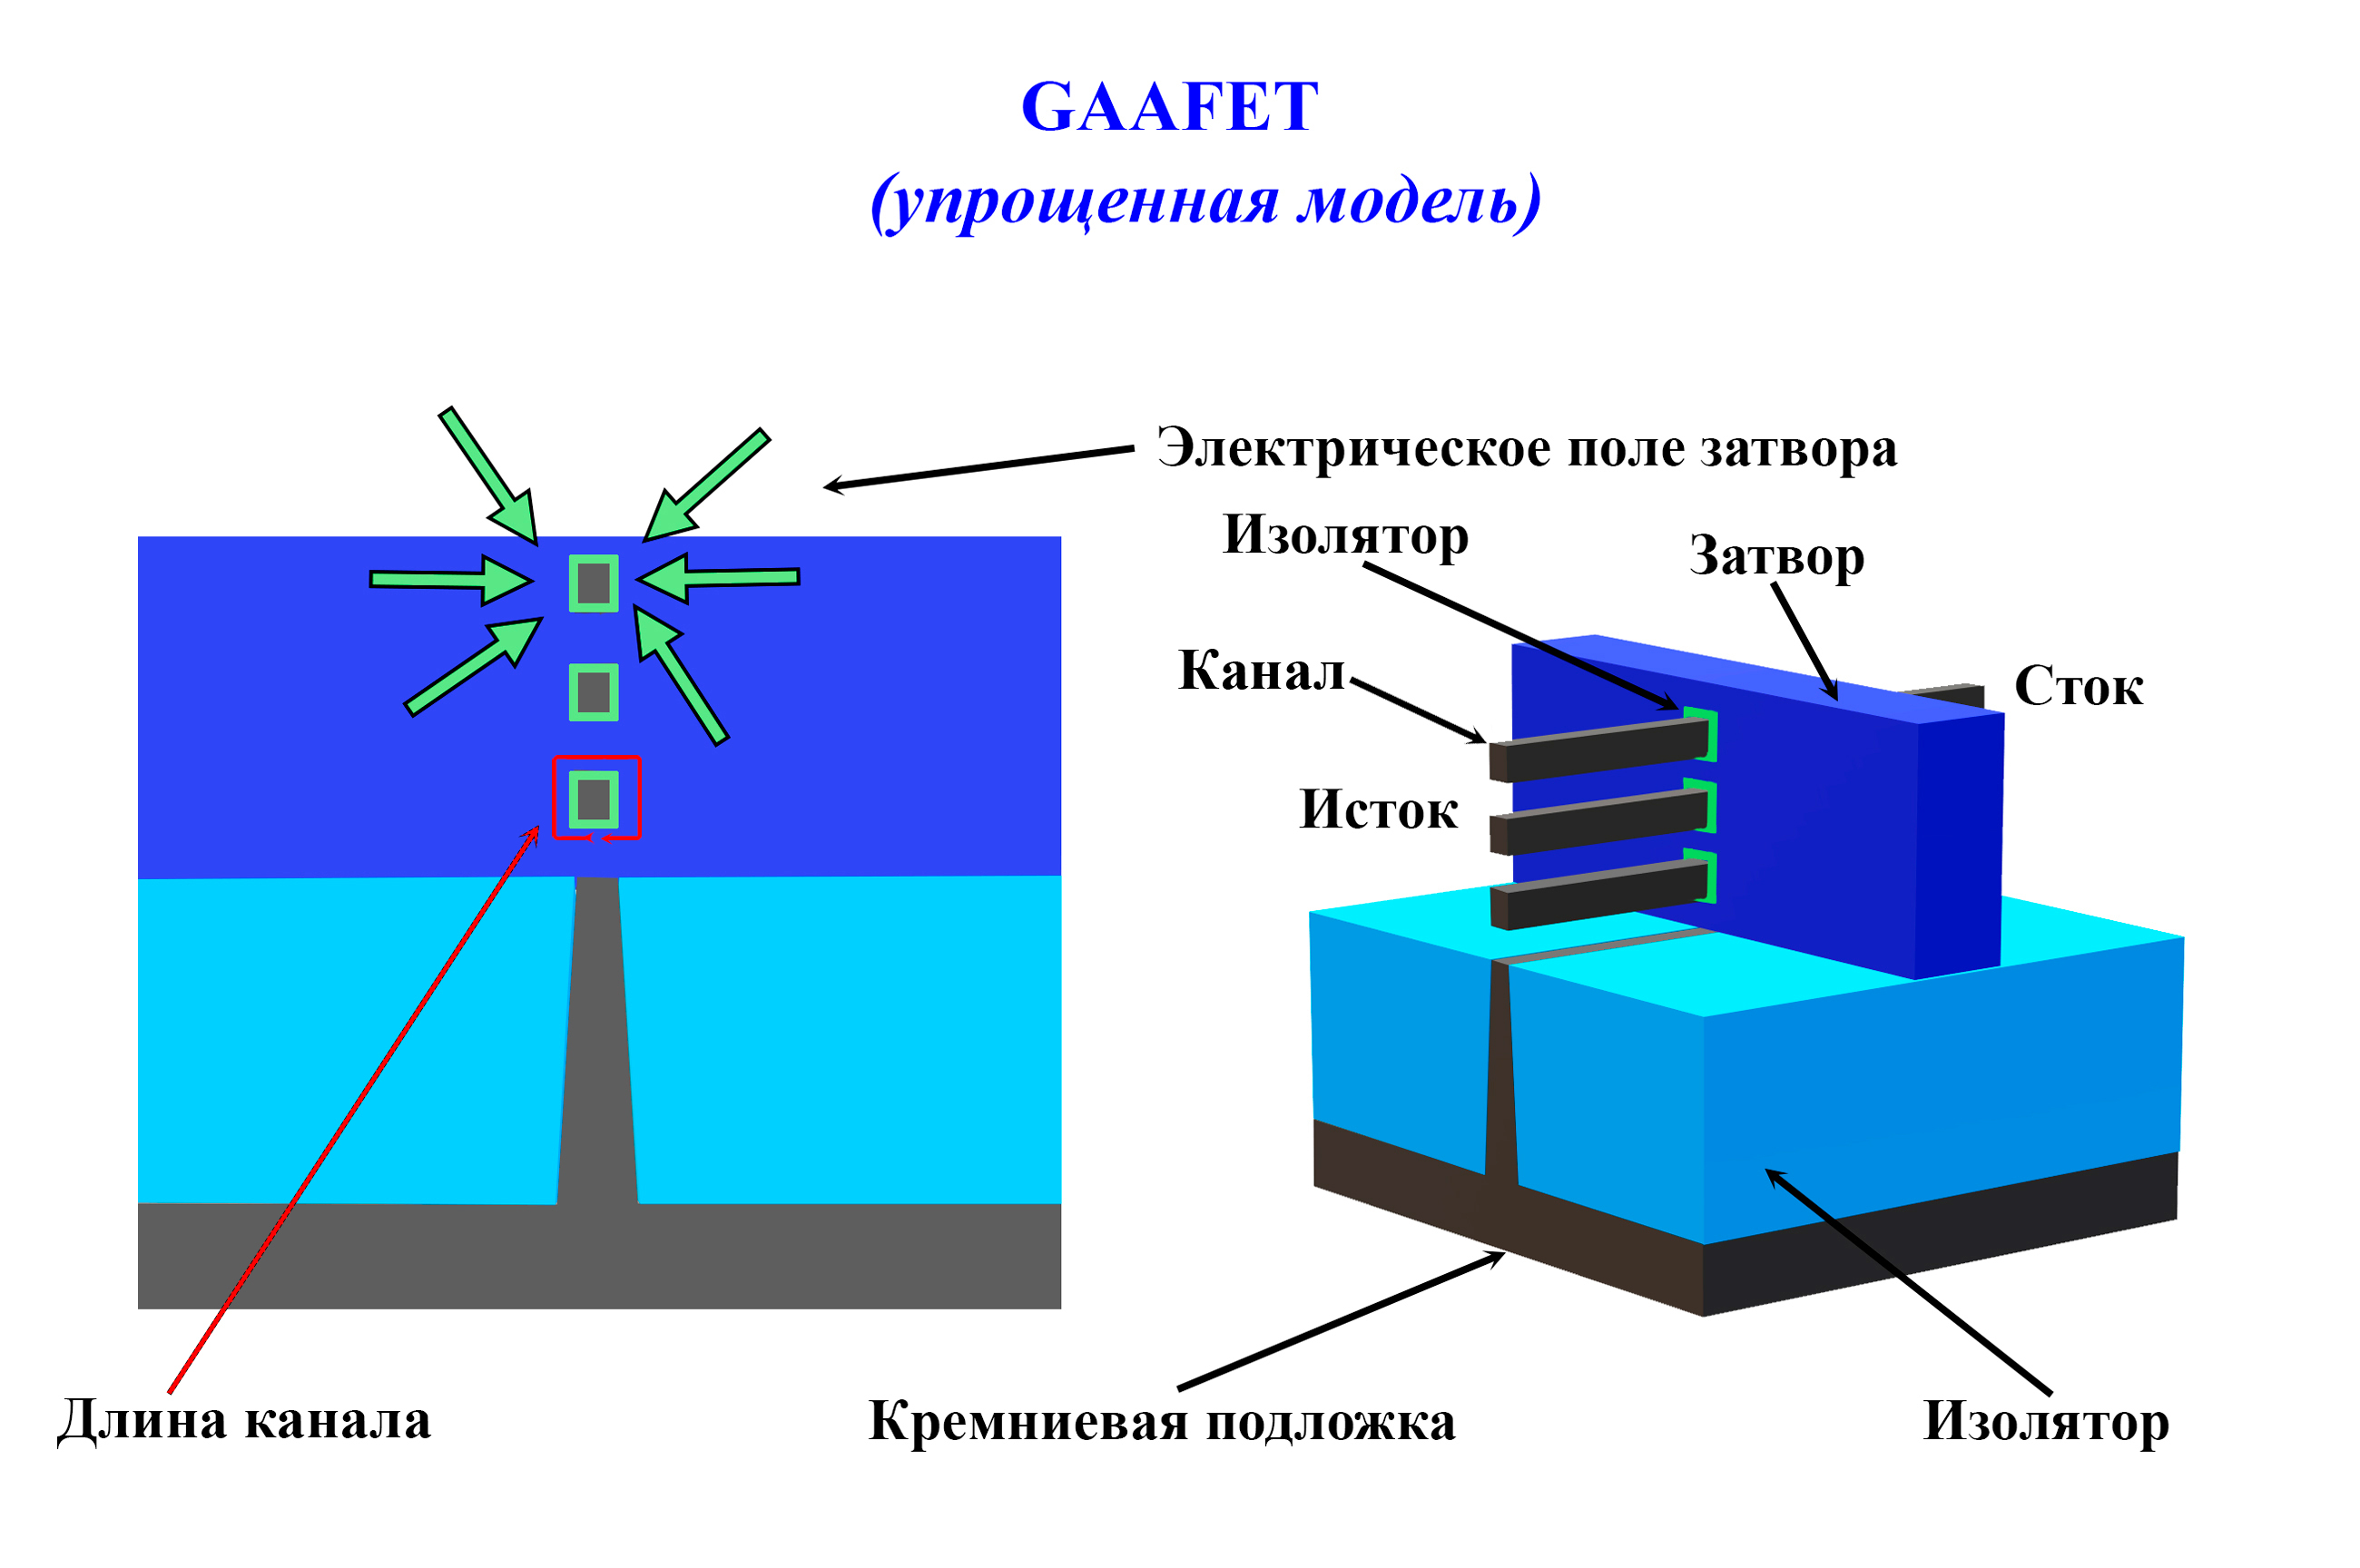 GAAFET
(упрощенная модель)
Электрическое поле затвора
Изолятор
Затвор
Канал
Сток
Исток
Длина канала
Кремниевая подложка
Изолятор